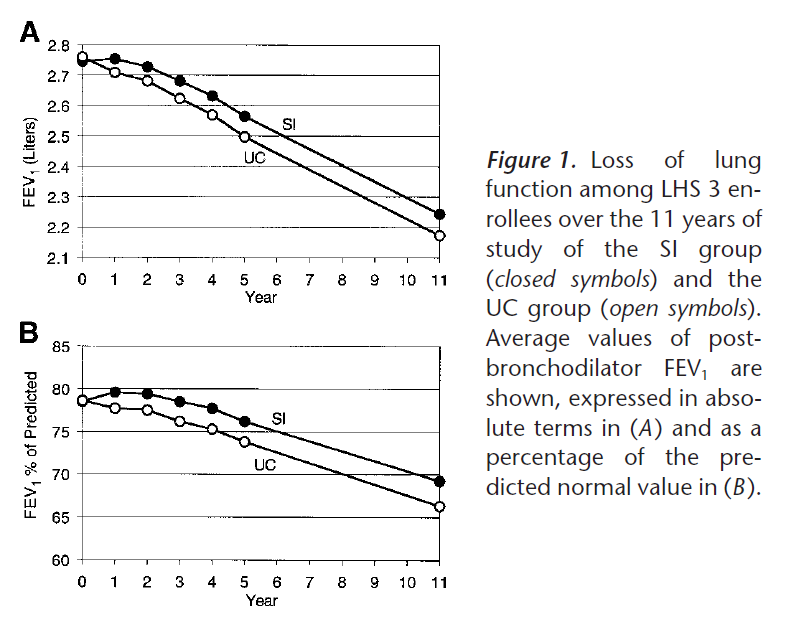 A
2.8
2.7
2.6
2.5
2.4
2.3
2.2
2.1
FEV1 (Liters)
SI
UC
0 1 2 3 4 5 6 7 8 9 10 11
Year
B
85
80
75
70
65
60
FEV1 % of Predicted
SI
UC
0 1 2 3 4 5 6 7 8 9 10 11
Year
Figure 1. Loss of lung
function among LHS 3 en-
rollees over the 11 years of
study of the SI group
(closed symbols) and the
UC group (open symbols).
Average values of post-
bronchodilator FEV1 are
shown, expressed in abso-
lute terms in (A) and as a
percentage of the pre-
dicted normal value in (B).